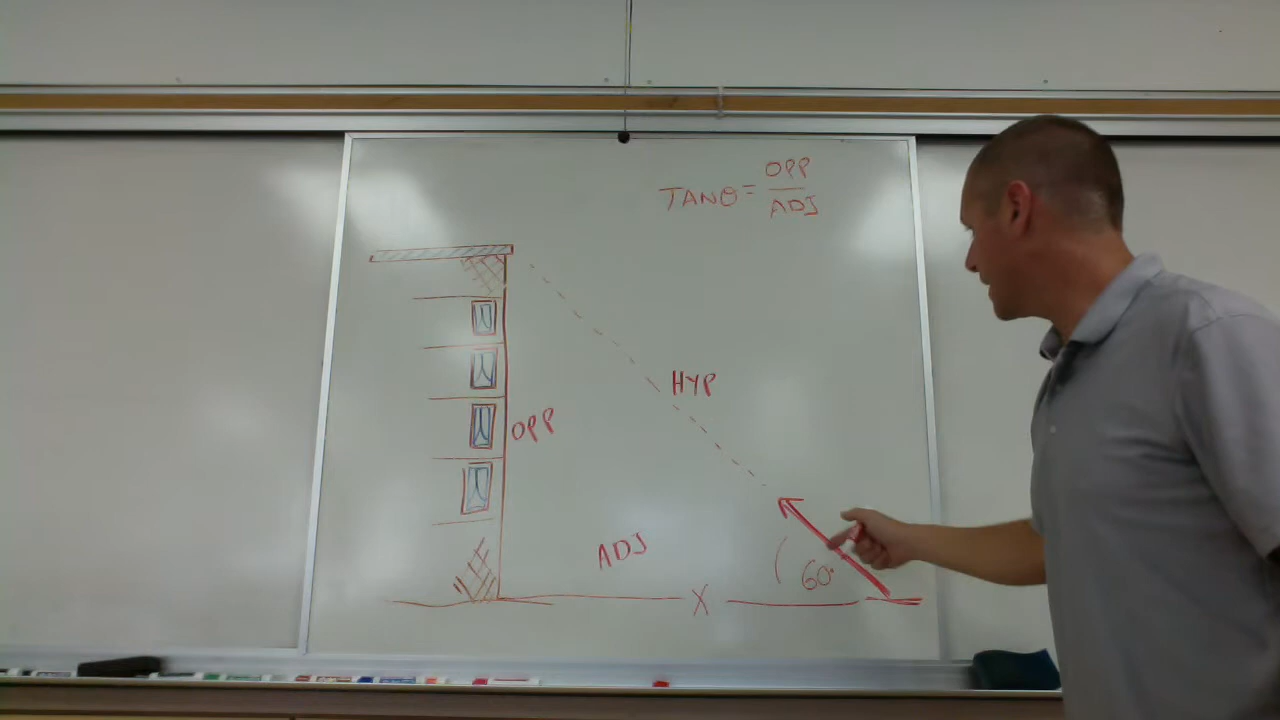 TANθ = OPP
ADJ
HYP
OPP
ADJ
60°
X